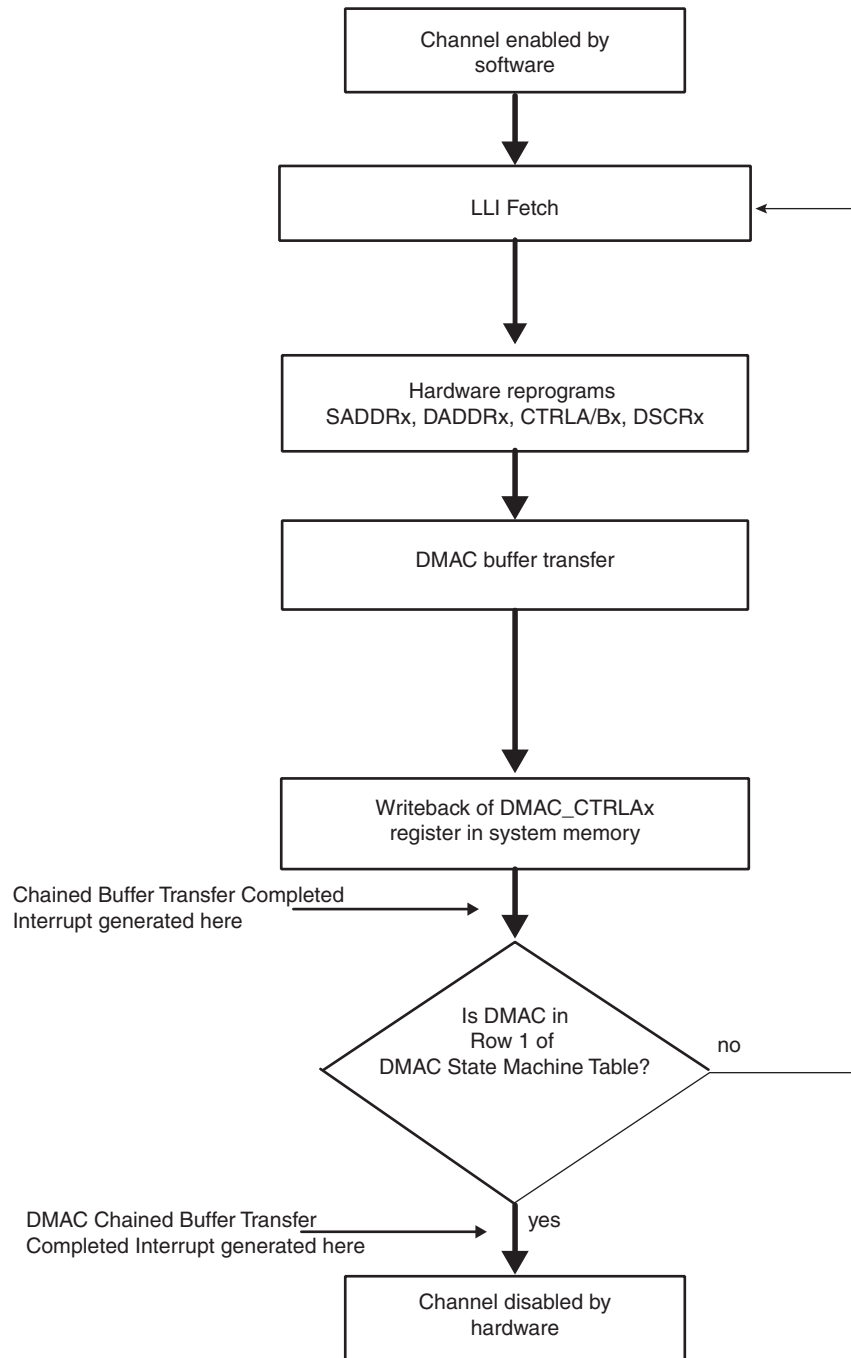 Channel enabled by
software
LLI Fetch
Hardware reprograms
SADDRx, DADDRx, CTRLA/Bx, DSCRx
DMAC buffer transfer
Writeback of DMAC_CTRLAx
register in system memory
Chained Buffer Transfer Completed
Interrupt generated here
Is DMAC in
Row 1 of
DMAC State Machine Table?
no
DMAC Chained Buffer Transfer
Completed Interrupt generated here
yes
Channel disabled by
hardware